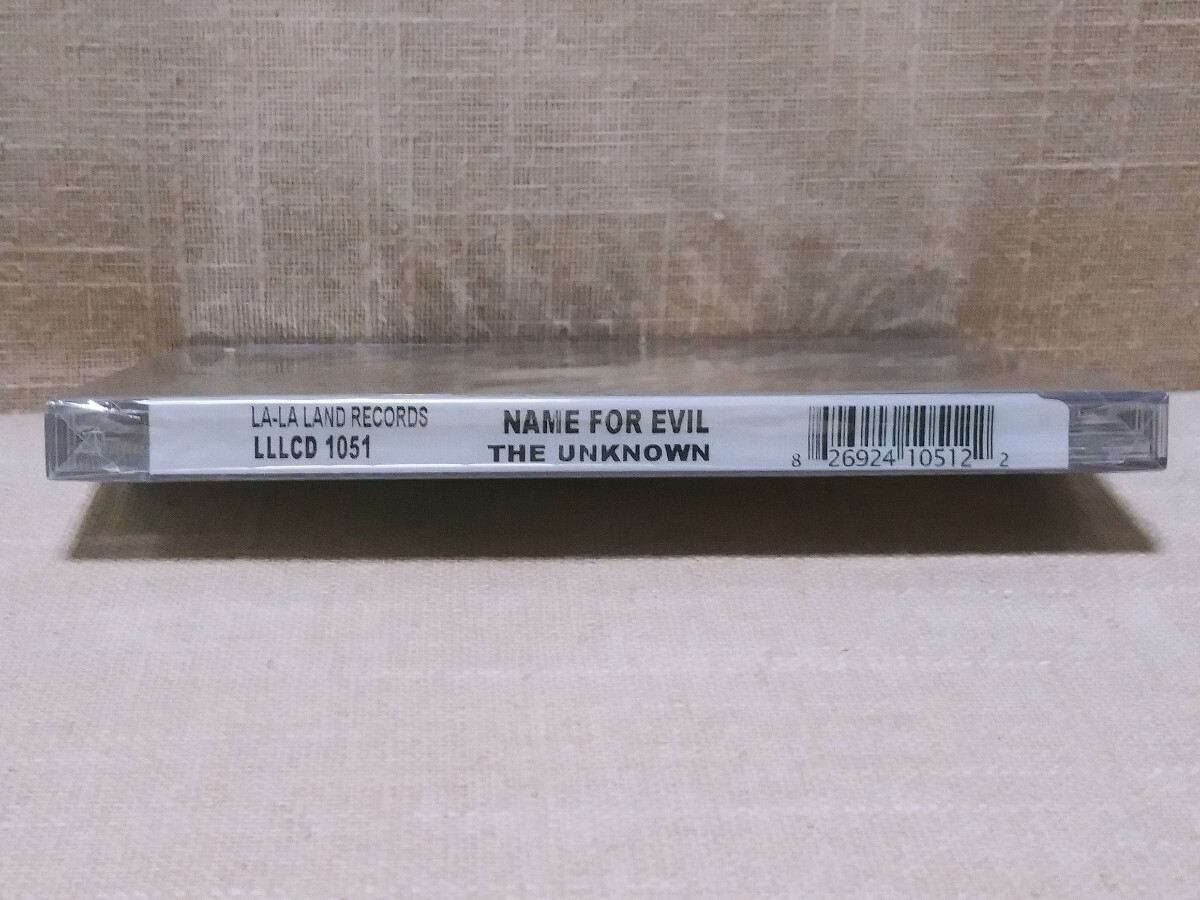 LA-LA LAND RECORDS
LLLCD 1051
NAME FOR EVIL
THE UNKNOWN
8 26924 10512 2